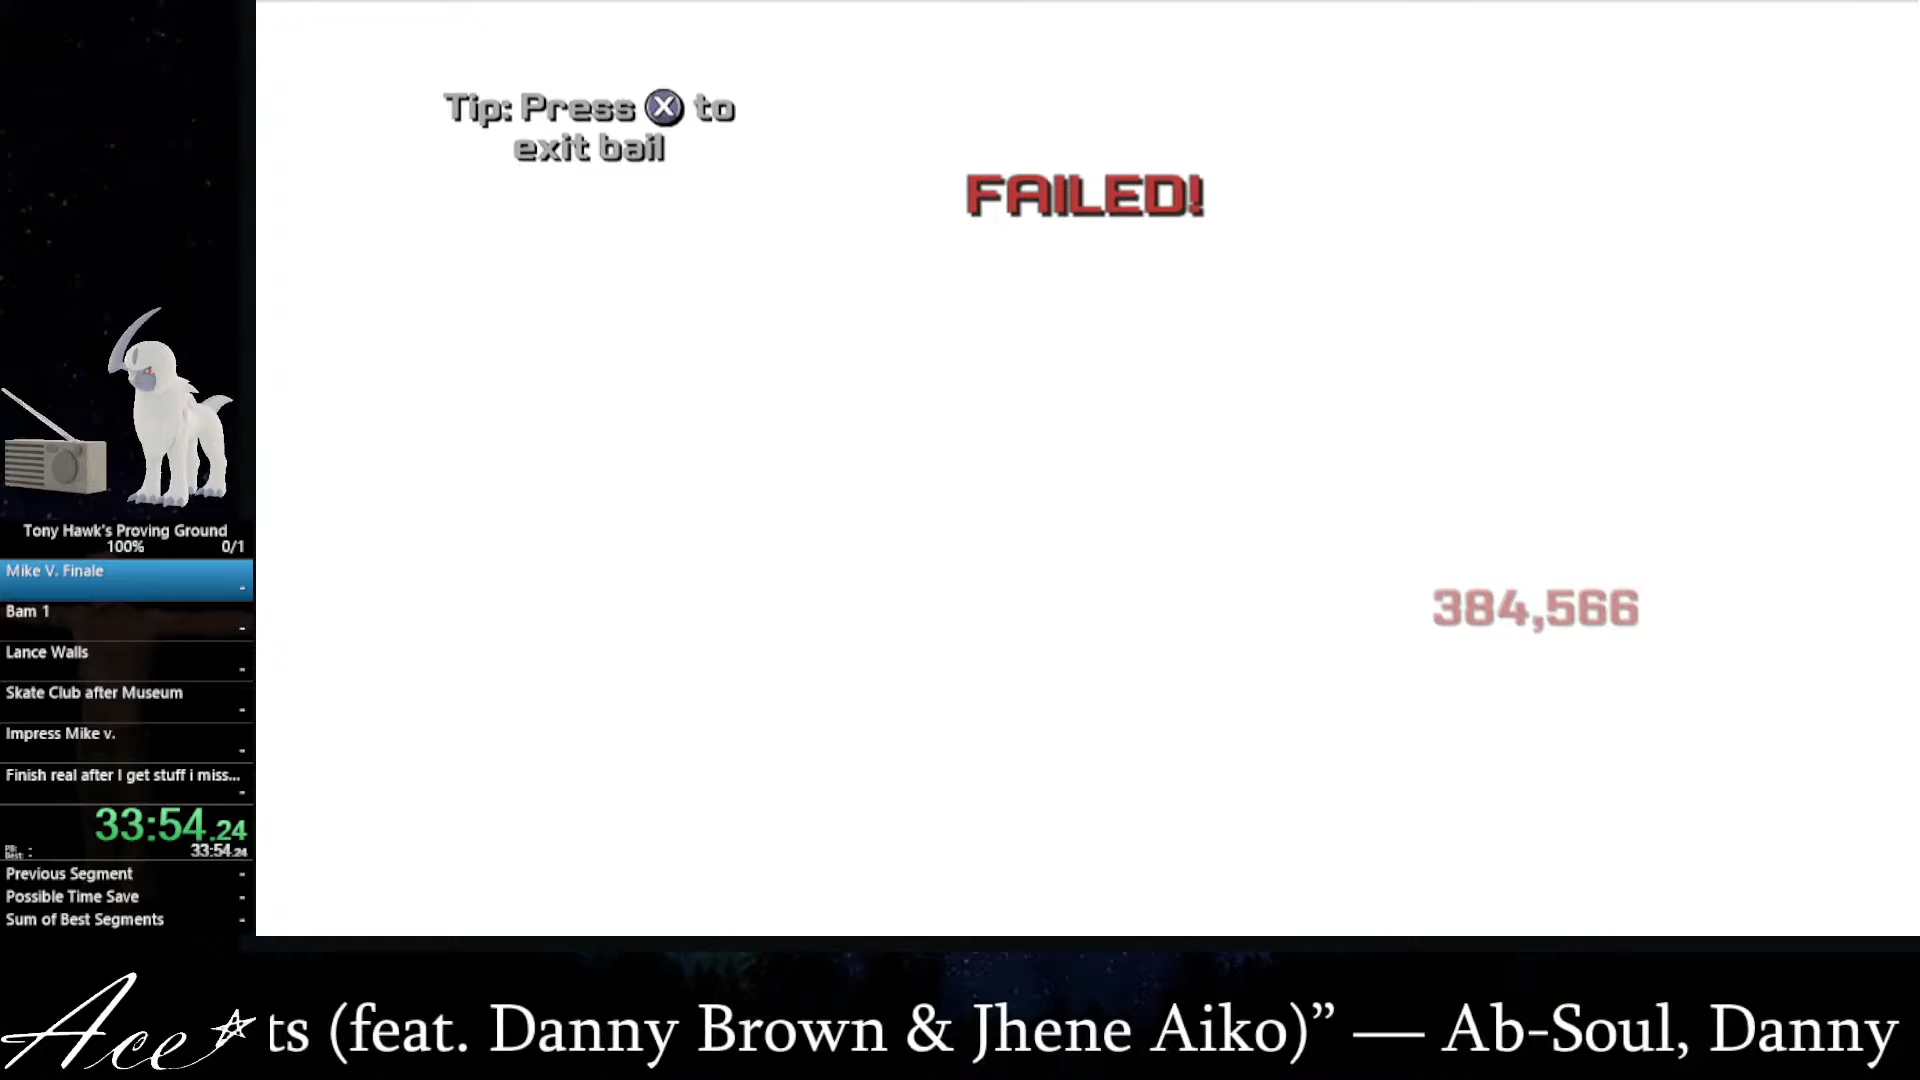 Tip: Press X to
exit bail
FAILED!
384,566
Tony Hawk's Proving Ground
100% 0/1
Mike V. Finale
-
Bam 1
-
Lance Walls
-
Skate Club after Museum
-
Impress Mike v.
-
Finish real after I get stuff i miss...
-
33:54.24
PB: -
Best: - 33:54.24
Previous Segment -
Possible Time Save -
Sum of Best Segments -
Ace ts (feat. Danny Brown & Jhene Aiko)” — Ab-Soul, Danny